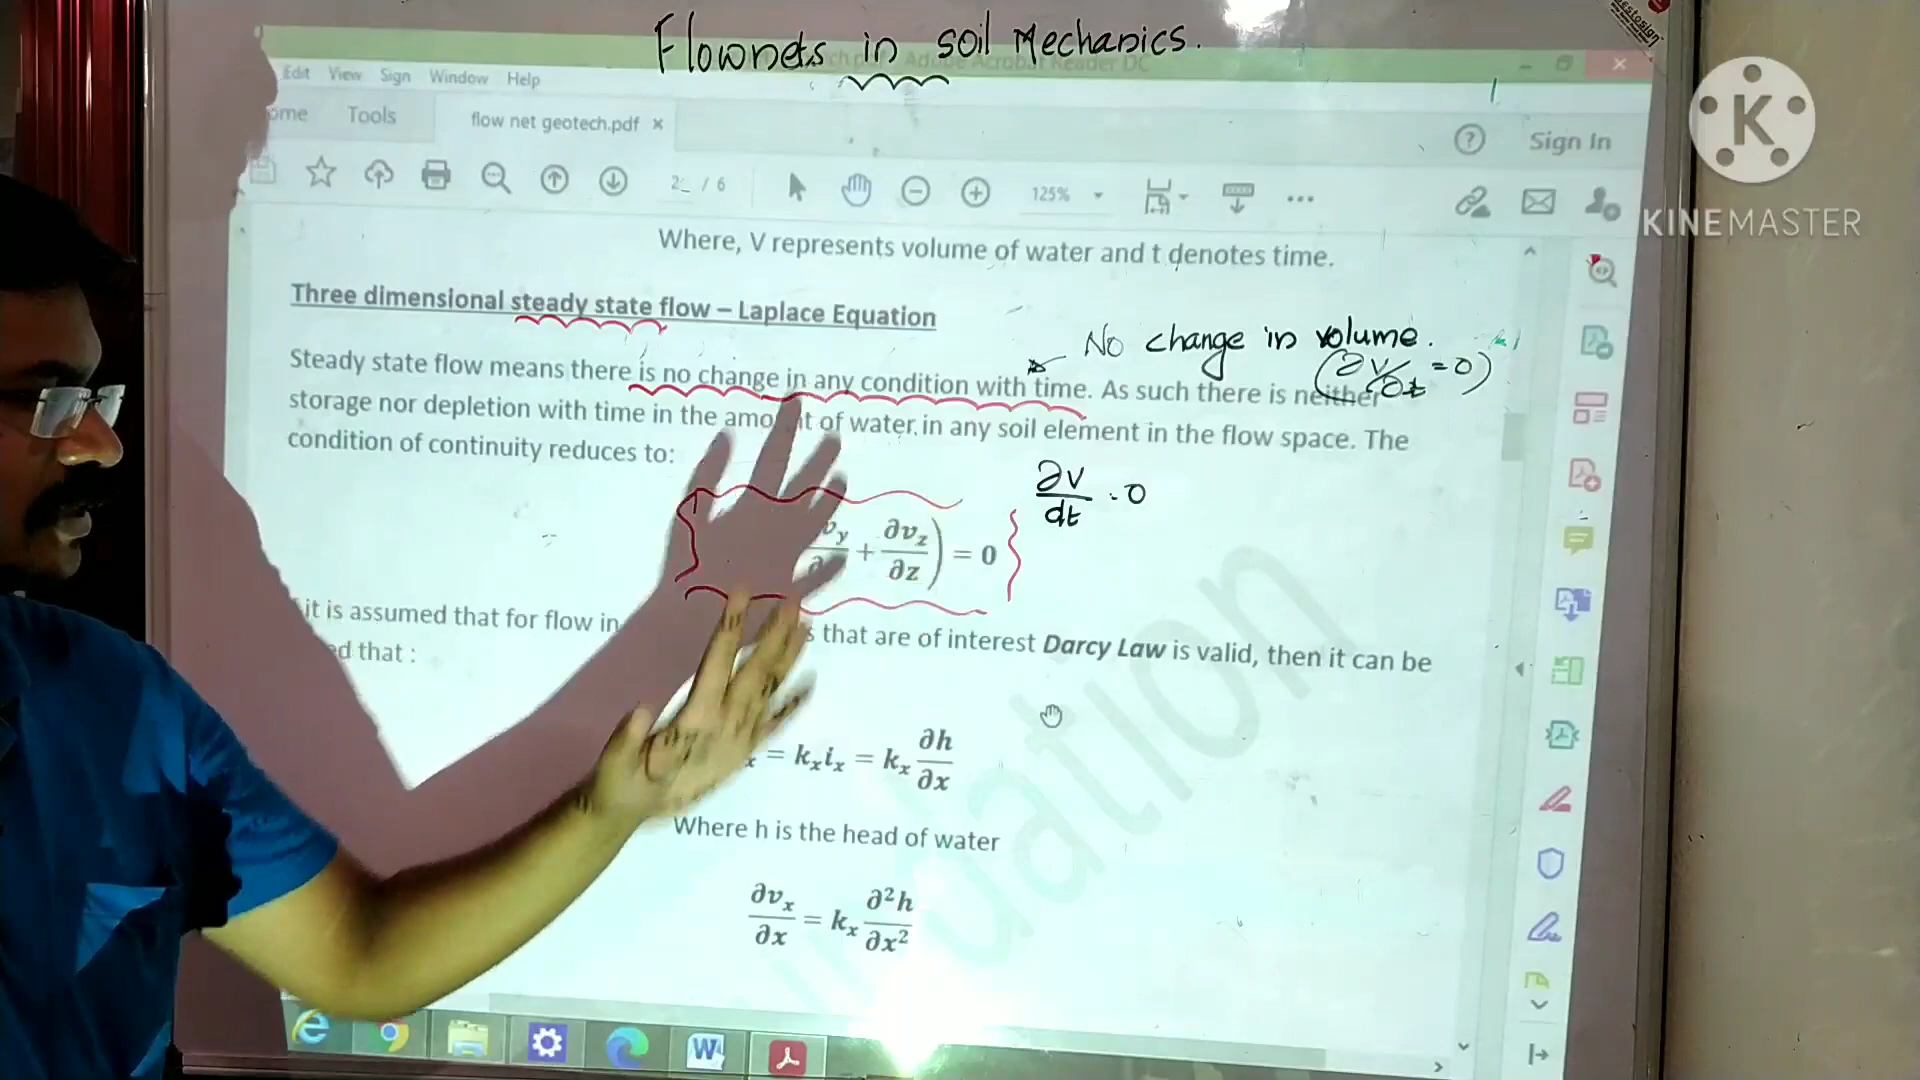 Flownets in soil Mechanics.
Edit View Sign Window Help
Tools
flow net geotech.pdf ×
? Sign In
/ 6
125%
K
KINEMASTER
Where, V represents volume of water and t denotes time.
Three dimensional steady state flow – Laplace Equation
No change in volume.
(∂V/∂t = 0)
Steady state flow means there is no change in any condition with time. As such there is neither
storage nor depletion with time in the of water in any soil element in the flow space. The
condition of continuity reduces to:
∂v/dt = 0
+ ∂v_z/∂z) = 0
it is assumed that for flow in that are of interest Darcy Law is valid, then it can be
that :
= k_x i_x = k_x ∂h/∂x
Where h is the head of water
∂v_x/∂x = k_x ∂²h/∂x²